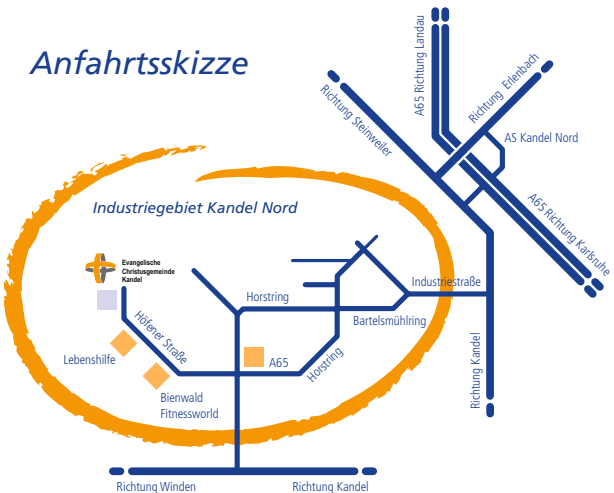 Anfahrtsskizze
A65 Richtung Landau
Richtung Erlenbach
Richtung Steinweiler
AS Kandel Nord
A65 Richtung Karlsruhe
Industriegebiet Kandel Nord
Evangelische
Christusgemeinde
Kandel
Horstring
Industriestraße
Bartelsmühlring
Höfener Straße
Lebenshilfe
A65
Horstring
Bienwald
Fitnessworld
Richtung Kandel
Richtung Winden
Richtung Kandel